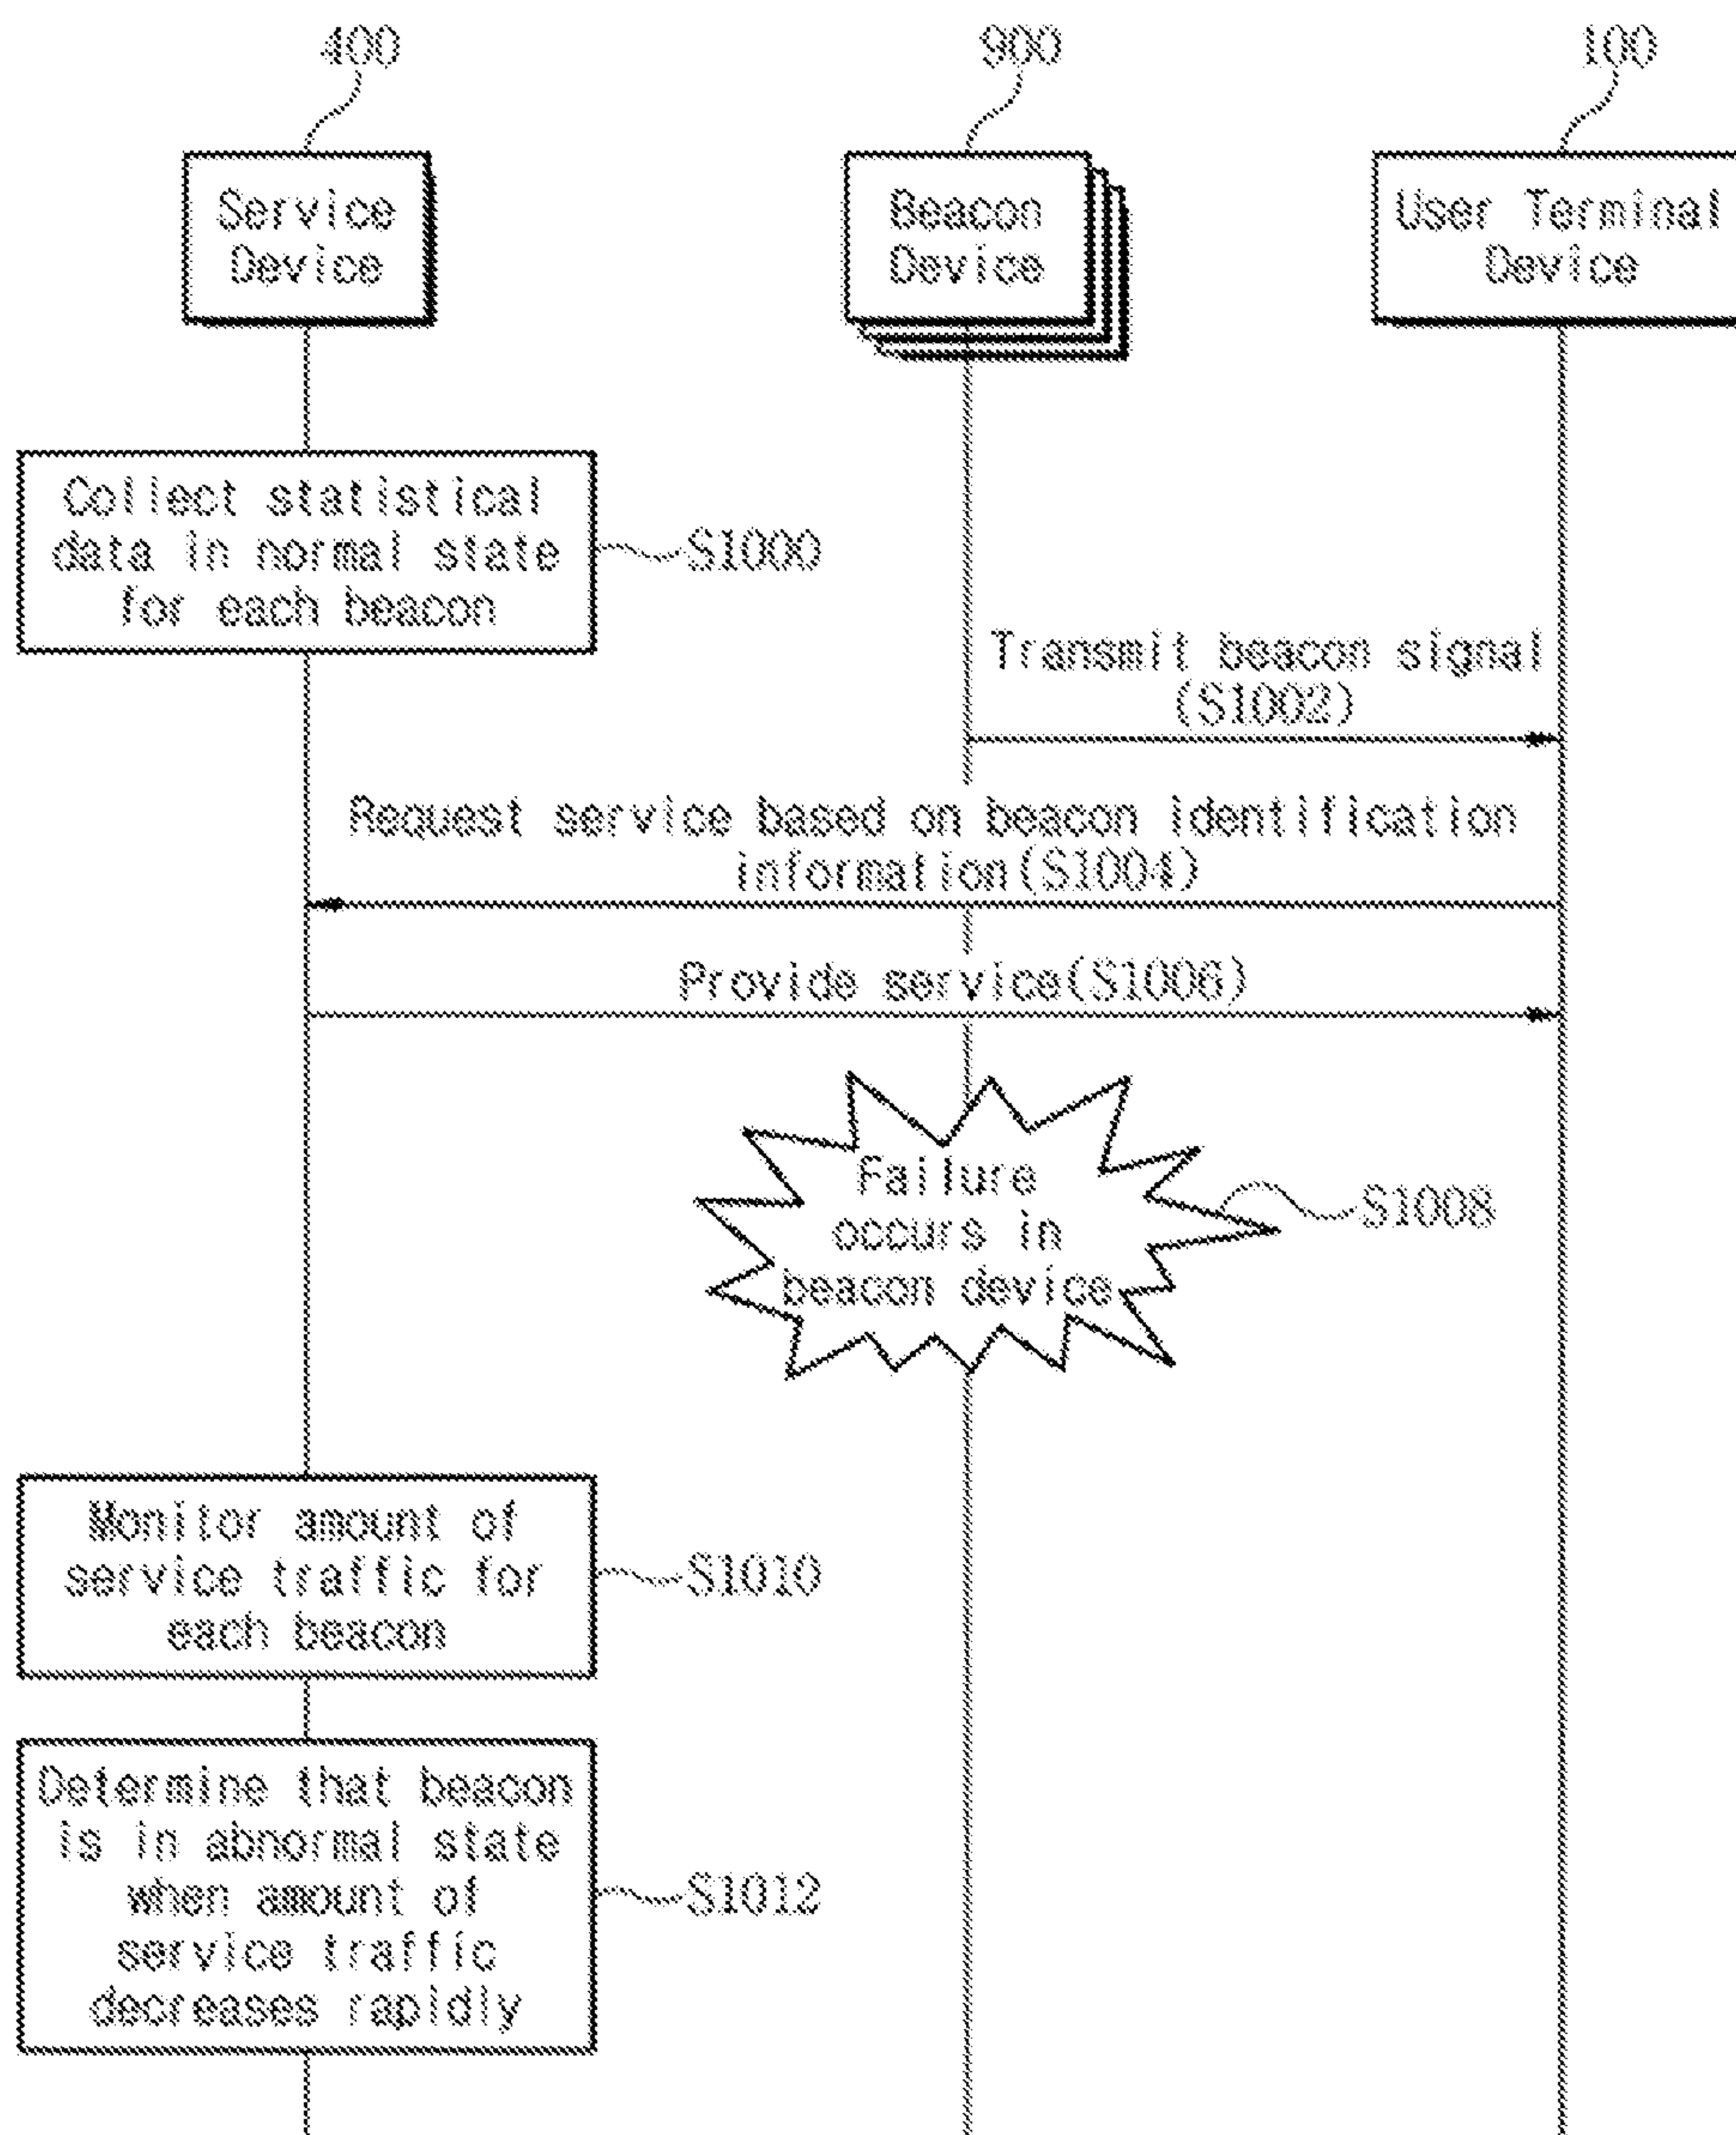 400
900
100
Service
Device
Beacon
Device
User Terminal
Device
Collect statistical
data in normal state
for each beacon
S1000
Transmit beacon signal
(S1002)
Request service based on beacon identification
information(S1004)
Provide service(S1006)
Failure
occurs in
beacon device
S1008
Monitor amount of
service traffic for
each beacon
S1010
Determine that beacon
is in abnormal state
when amount of
service traffic
decreases rapidly
S1012